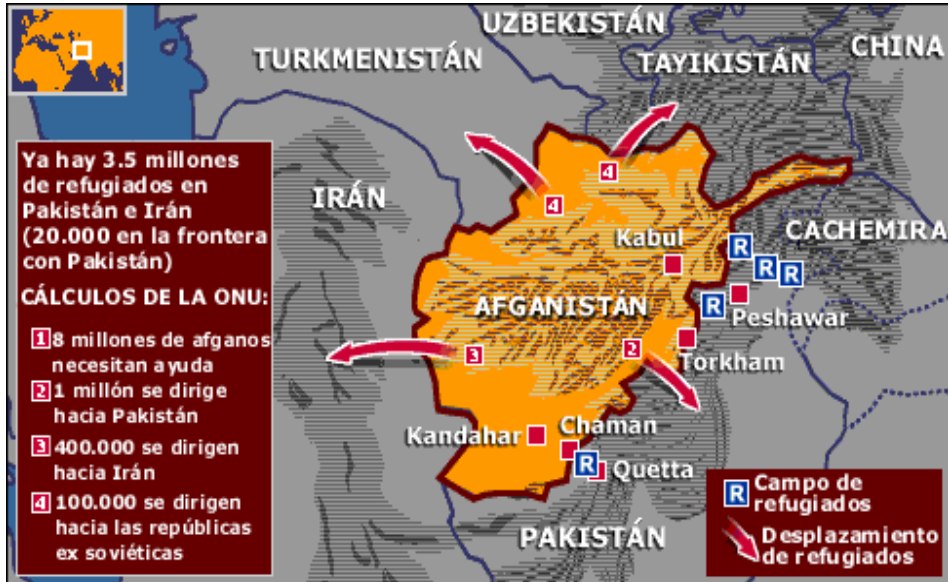 UZBEKISTÁN
CHINA
TURKMENISTÁN
TAYIKISTÁN
Ya hay 3.5 millones
de refugiados en
Pakistán e Irán
(20.000 en la frontera
con Pakistán)
CÁLCULOS DE LA ONU:
1 8 millones de afganos
necesitan ayuda
2 1 millón se dirige
hacia Pakistán
3 400.000 se dirigen
hacia Irán
4 100.000 se dirigen
hacia las repúblicas
ex soviéticas
4
4
IRÁN
CACHEMIRA
Kabul
R
R
R
AFGANISTÁN
R
Peshawar
3
2
Torkham
Kandahar
Chaman
R
Quetta
PAKISTÁN
R Campo de
refugiados
Desplazamiento
de refugiados